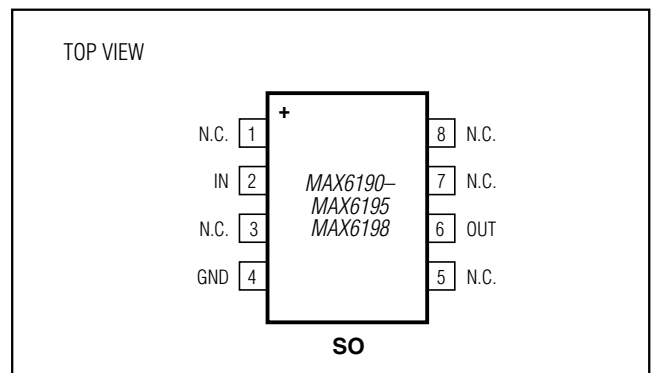 TOP VIEW
+
N.C. 1 8 N.C.
IN 2 MAX6190– 7 N.C.
MAX6195
N.C. 3 MAX6198 6 OUT
GND 4 5 N.C.
SO